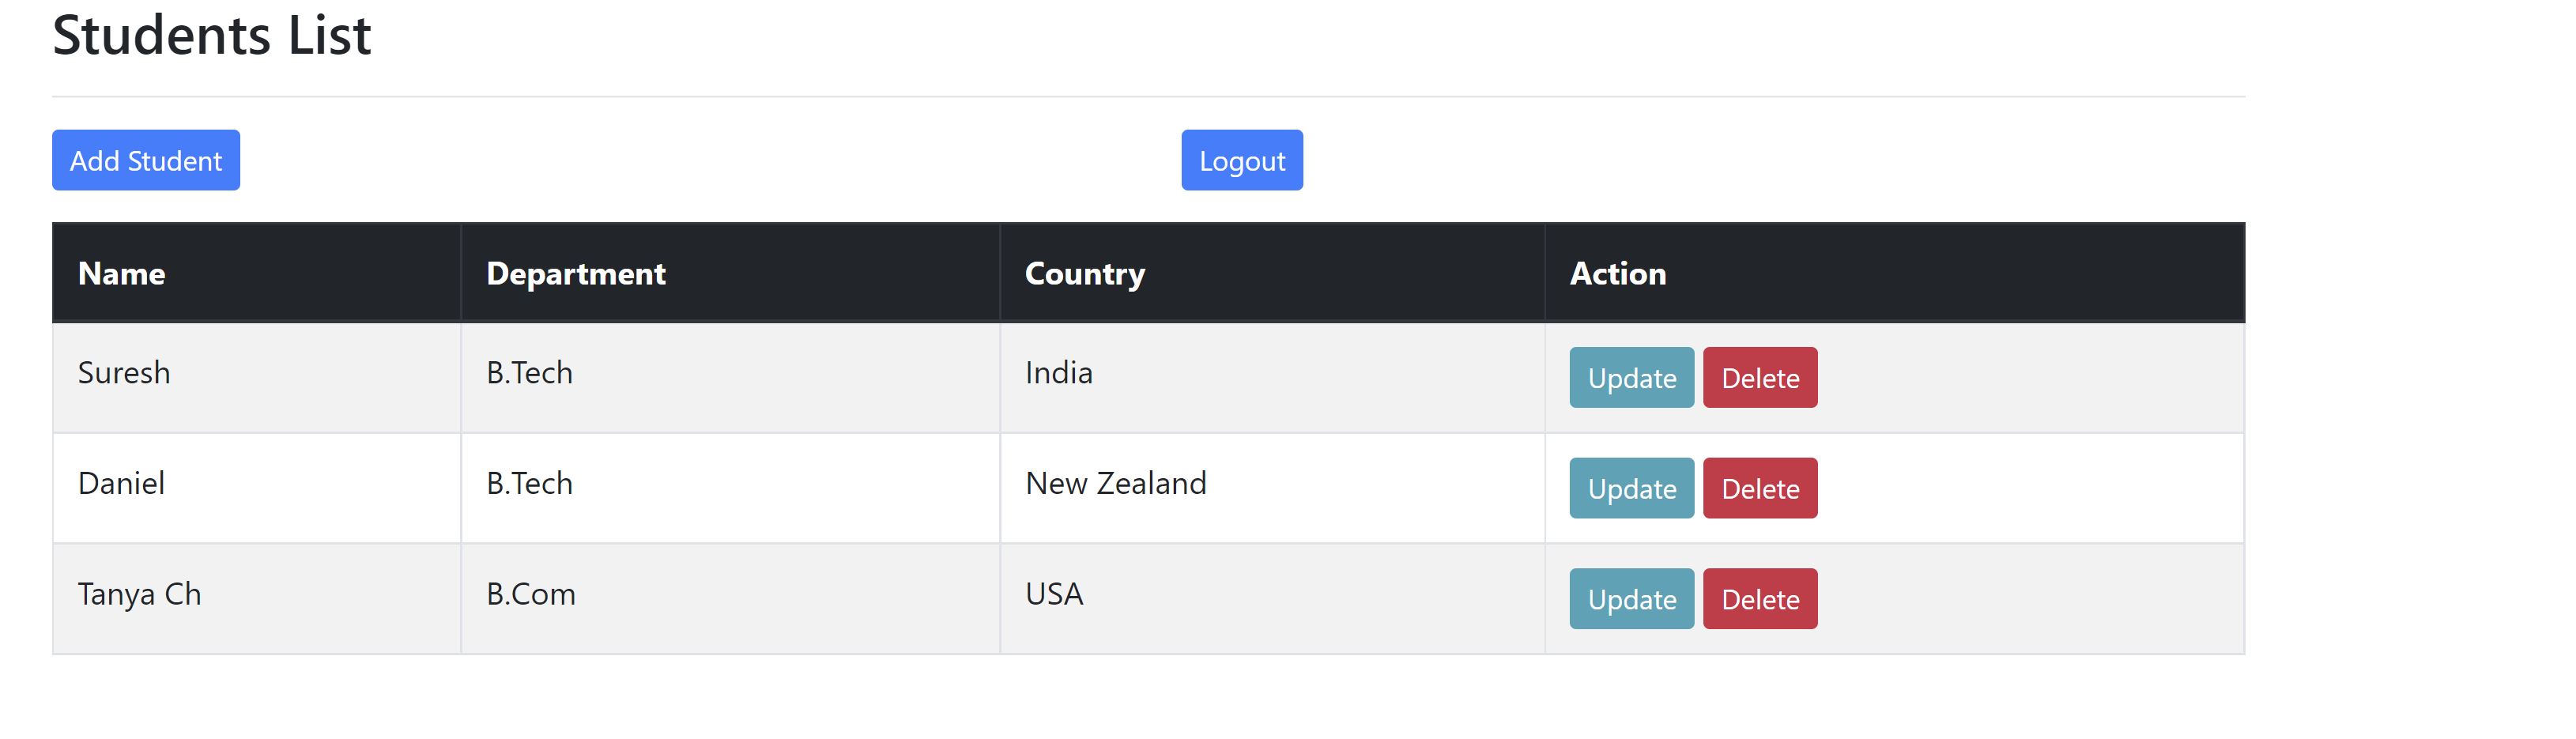 Students List
Add Student Logout
Name Department Country Action
Suresh B.Tech India Update Delete
Daniel B.Tech New Zealand Update Delete
Tanya Ch B.Com USA Update Delete